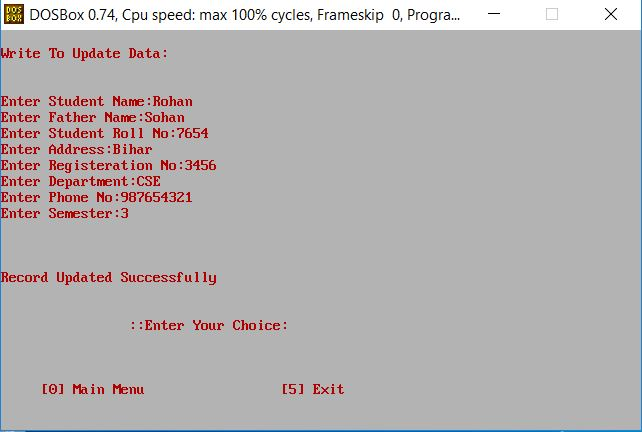 DOS BOX
DOSBox 0.74, Cpu speed: max 100% cycles, Frameskip 0, Progra...
Write To Update Data:
Enter Student Name:Rohan
Enter Father Name:Sohan
Enter Student Roll No:7654
Enter Address:Bihar
Enter Registeration No:3456
Enter Department:CSE
Enter Phone No:987654321
Enter Semester:3
Record Updated Successfully
::Enter Your Choice:
[0] Main Menu [5] Exit